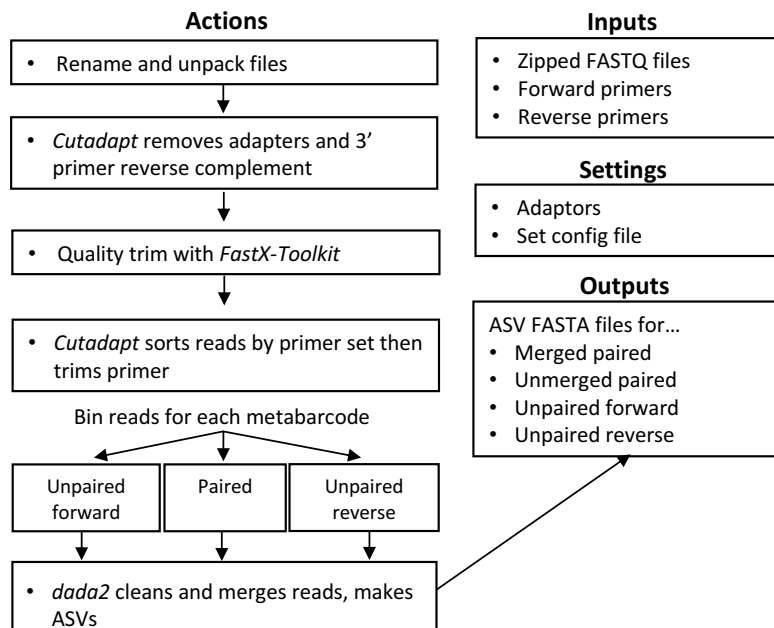 Actions
• Rename and unpack files
• Cutadapt removes adapters and 3’
primer reverse complement
• Quality trim with FastX-Toolkit
• Cutadapt sorts reads by primer set then
trims primer
Bin reads for each metabarcode
Unpaired
forward
Paired
Unpaired
reverse
• dada2 cleans and merges reads, makes
ASVs
Inputs
• Zipped FASTQ files
• Forward primers
• Reverse primers
Settings
• Adaptors
• Set config file
Outputs
ASV FASTA files for…
• Merged paired
• Unmerged paired
• Unpaired forward
• Unpaired reverse